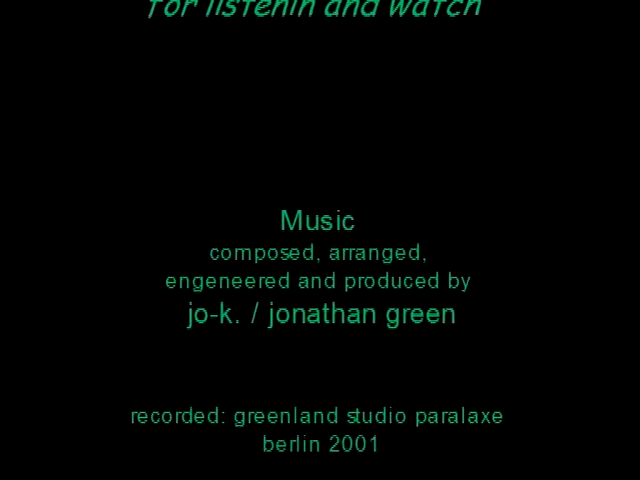 for listenin and watch
Music
composed, arranged,
engeneered and produced by
jo-k. / jonathan green
recorded: greenland studio paralaxe
berlin 2001